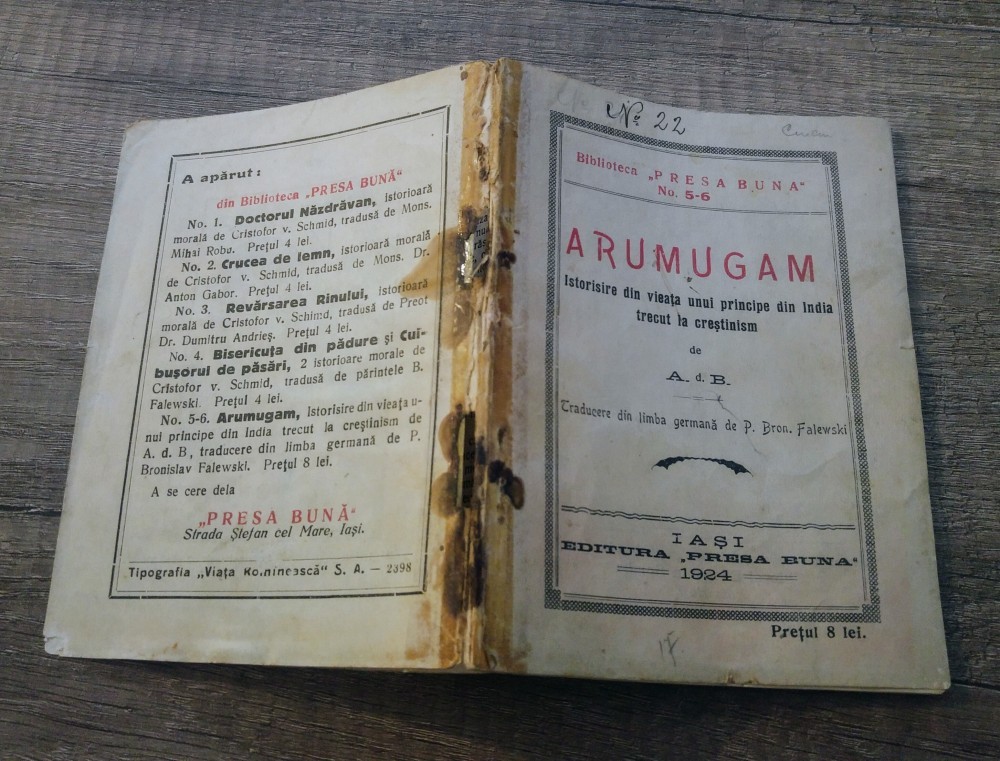 A apărut:
din Biblioteca „PRESA BUNĂ“
No. 1. Doctorul Năzdrăvan, istorioară
morală de Cristofor v. Schmid, tradusă de Mons.
Mihai Robu. Prețul 4 lei.
No. 2. Crucea de lemn, istorioară morală
de Cristofor v. Schmid, tradusă de Mons. Dr.
Anton Gabor. Prețul 4 lei.
No. 3. Revărsarea Rinului, istorioară
morală de Cristofor v. Schimd, tradusă de Preot
Dr. Dumitru Andrieș. Prețul 4 lei.
No. 4. Bisericuța din pădure și Cui-
bușorul de păsări, 2 istorioare morale de
Cristofor v. Schmid, tradusă de părintele B.
Falewski. Prețul 4 lei.
No. 5-6. Arumugam, Istorisire din vieața u-
nui principe din India trecut la creștinism de
A. d. B, traducere din limba germană de P.
Bronislav Falewski. Prețul 8 lei.
A se cere dela
„PRESA BUNĂ“
Strada Ștefan cel Mare, Iași.
Tipografia „Viața Romînească“ S. A. — 2398
No 22
Biblioteca „PRESA BUNA“
No. 5-6
ARUMUGAM
Istorisire din vieața unui principe din India
trecut la creștinism
de
A. d. B.
Traducere din limba germană de P. Bron. Falewski
IAȘI
EDITURA „PRESA BUNA“
1924
Prețul 8 lei.